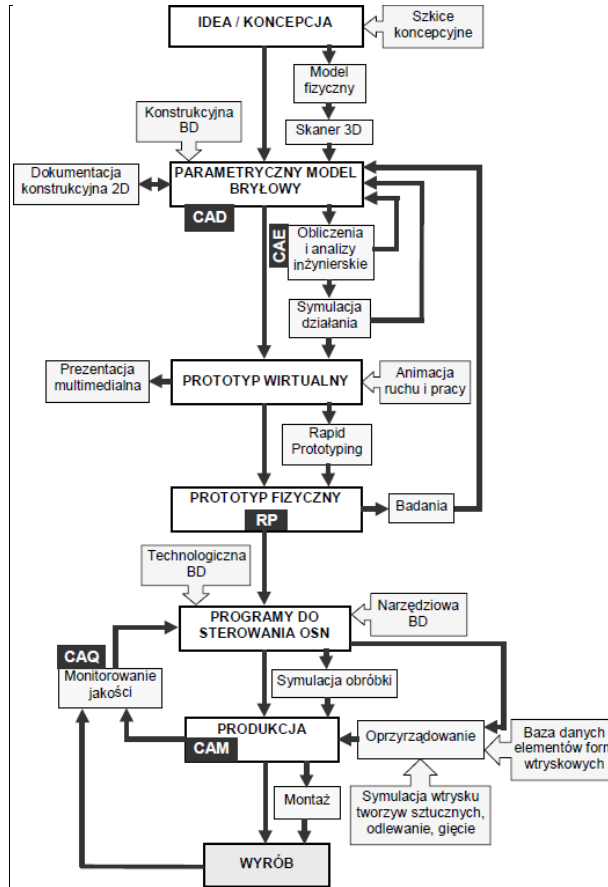 IDEA / KONCEPCJA
Szkice
koncepcyjne
Model
fizyczny
Konstrukcyjna
BD
Skaner 3D
Dokumentacja
konstrukcyjna 2D
PARAMETRYCZNY MODEL
BRYŁOWY
CAD
CAE
Obliczenia
i analizy
inżynierskie
Symulacja
działania
Prezentacja
multimedialna
PROTOTYP WIRTUALNY
Animacja
ruchu i pracy
Rapid
Prototyping
PROTOTYP FIZYCZNY
RP
Badania
Technologiczna
BD
PROGRAMY DO
STEROWANIA OSN
Narzędziowa
BD
CAQ
Monitorowanie
jakości
Symulacja obróbki
PRODUKCJA
CAM
Oprzyrządowanie
Baza danych
elementów form
wtryskowych
Montaż
Symulacja wtrysku
tworzyw sztucznych,
odlewanie, gięcie
WYRÓB